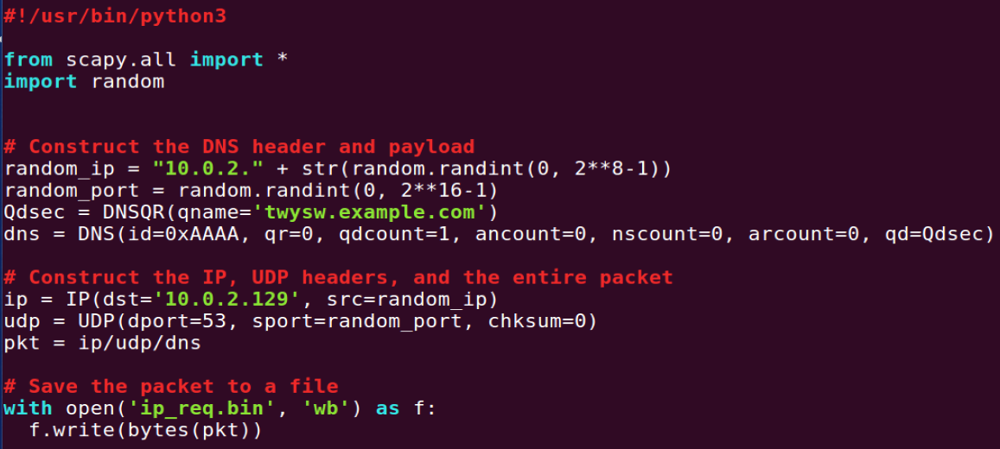 #!/usr/bin/python3
from scapy.all import *
import random
# Construct the DNS header and payload
random_ip = "10.0.2." + str(random.randint(0, 2**8-1))
random_port = random.randint(0, 2**16-1)
Qdsec = DNSQR(qname='twysw.example.com')
dns = DNS(id=0xAAAA, qr=0, qdcount=1, ancount=0, nscount=0, arcount=0, qd=Qdsec)
# Construct the IP, UDP headers, and the entire packet
ip = IP(dst='10.0.2.129', src=random_ip)
udp = UDP(dport=53, sport=random_port, chksum=0)
pkt = ip/udp/dns
# Save the packet to a file
with open('ip_req.bin', 'wb') as f:
  f.write(bytes(pkt))